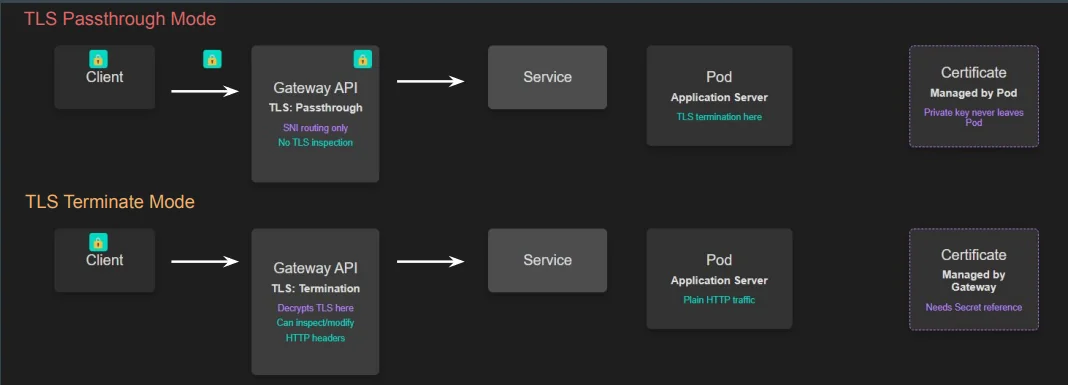 TLS Passthrough Mode
Client
Gateway API
TLS: Passthrough
SNI routing only
No TLS inspection
Service
Pod
Application Server
TLS termination here
Certificate
Managed by Pod
Private key never leaves
Pod
TLS Terminate Mode
Client
Gateway API
TLS: Termination
Decrypts TLS here
Can inspect/modify
HTTP headers
Service
Pod
Application Server
Plain HTTP traffic
Certificate
Managed by
Gateway
Needs Secret reference